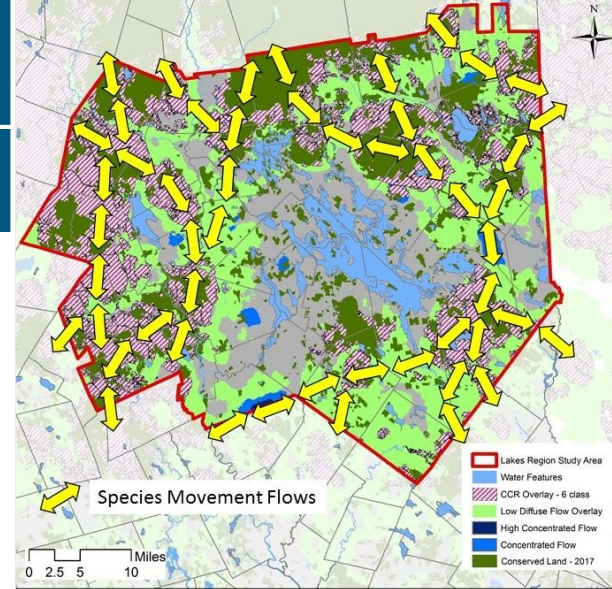 N
Lakes Region Study Area
Water Features
CCR Overlay - 6 class
Low Diffuse Flow Overlay
High Concentrated Flow
Concentrated Flow
Conserved Land - 2017
Species Movement Flows
Miles
0 2.5 5 10